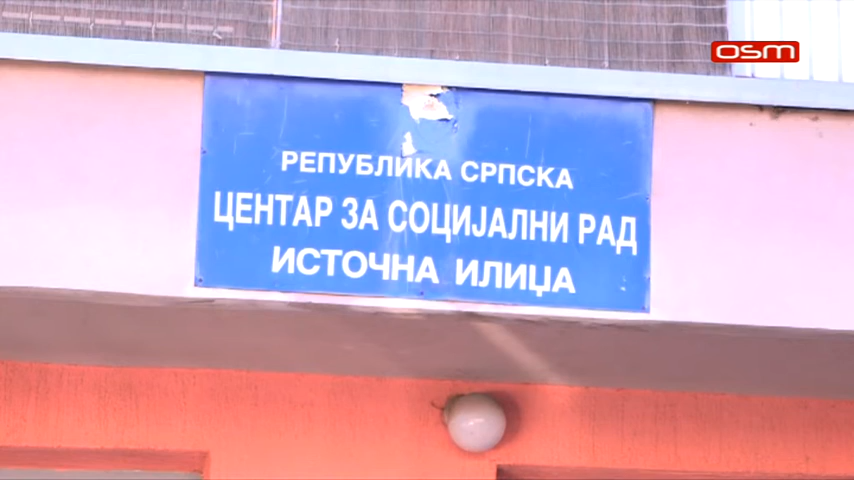 OSM
РЕПУБЛИКА СРПСКА
ЦЕНТАР ЗА СОЦИЈАЛНИ РАД
ИСТОЧНА ИЛИЏА